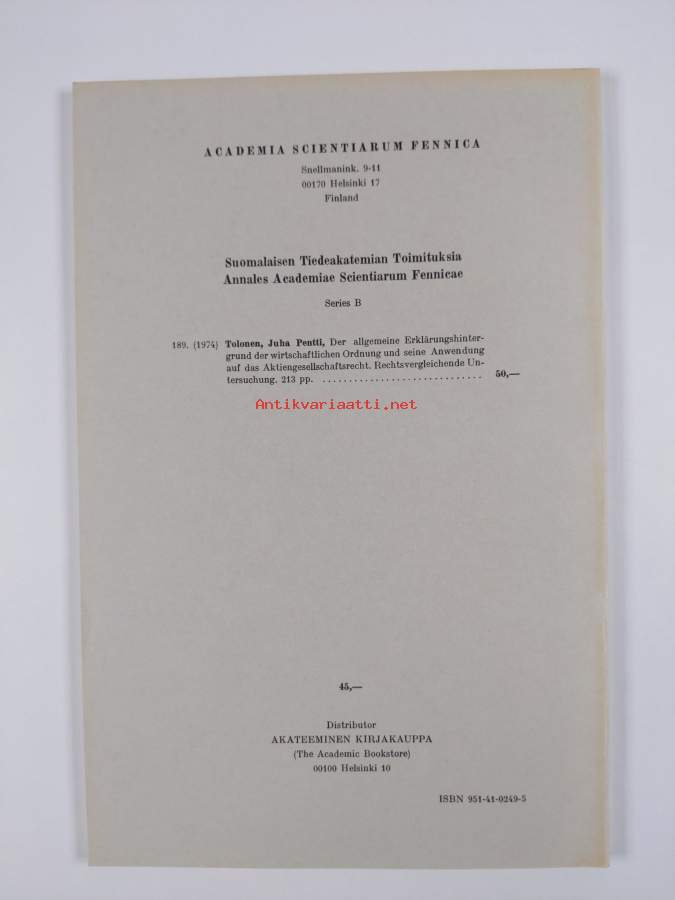 ACADEMIA SCIENTIARUM FENNICA
Snellmanink. 9-11
00170 Helsinki 17
Finland
Suomalaisen Tiedeakatemian Toimituksia
Annales Academiae Scientiarum Fennicae
Series B
189. (1974) Tolonen, Juha Pentti, Der allgemeine Erklärungshinter-
grund der wirtschaftlichen Ordnung und seine Anwendung
auf das Aktiengesellschaftsrecht. Rechtsvergleichende Un-
tersuchung. 213 pp. .............................. 50,—
Antikvariaatti.net
45,—
Distributor
AKATEEMINEN KIRJAKAUPPA
(The Academic Bookstore)
00100 Helsinki 10
ISBN 951-41-0249-5